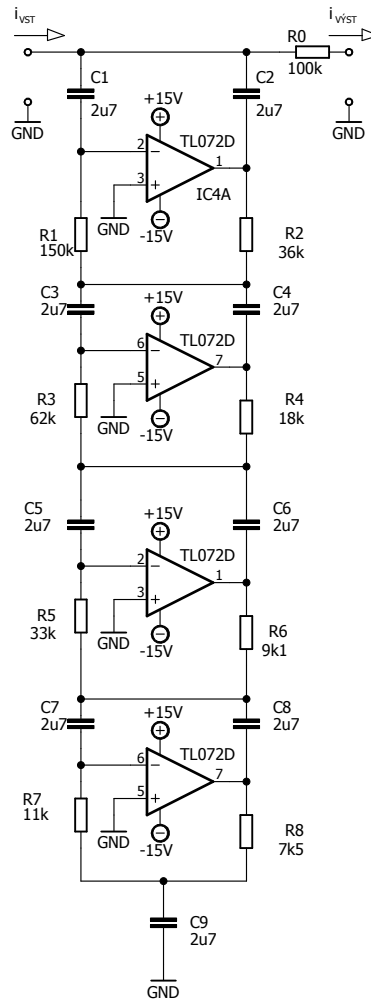 iVST iVÝST
R0
100k
C1 C2
2u7 2u7
+15V
GND GND
TL072D
2 1
3
IC4A
GND
-15V
R1 R2
150k 36k
C3 C4
2u7 2u7
+15V
TL072D
6 7
5
R3 R4
62k 18k
GND
-15V
C5 C6
2u7 2u7
+15V
TL072D
2 1
3
R5 R6
33k 9k1
GND
-15V
C7 C8
2u7 2u7
+15V
TL072D
6 7
5
R7 R8
11k 7k5
GND
-15V
C9
2u7
GND